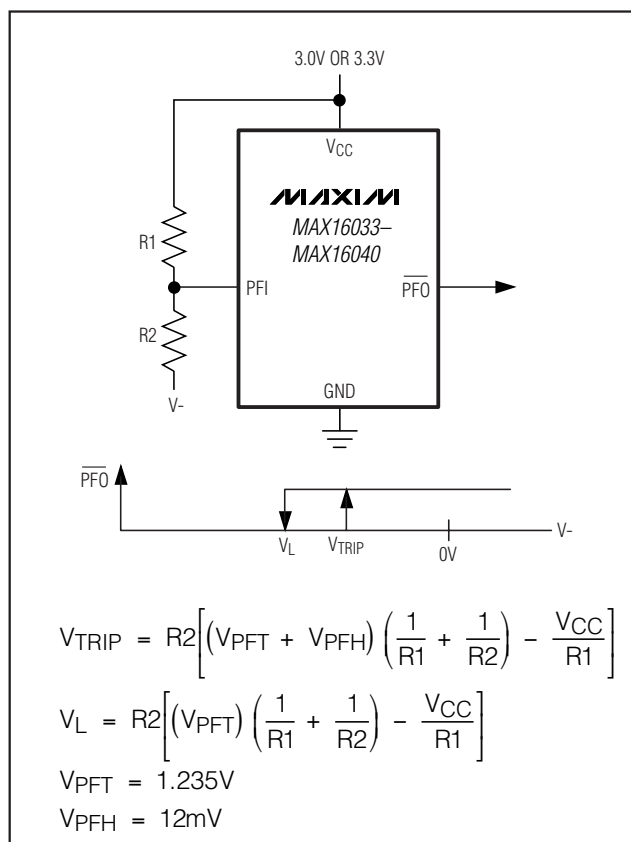 3.0V OR 3.3V
VCC
MAXIM
MAX16033–
MAX16040
R1
PFI
PFO
R2
V-
GND
PFO
VL VTRIP 0V V-
VTRIP = R2[(VPFT + VPFH) (1/R1 + 1/R2) − VCC/R1]
VL = R2[(VPFT) (1/R1 + 1/R2) − VCC/R1]
VPFT = 1.235V
VPFH = 12mV